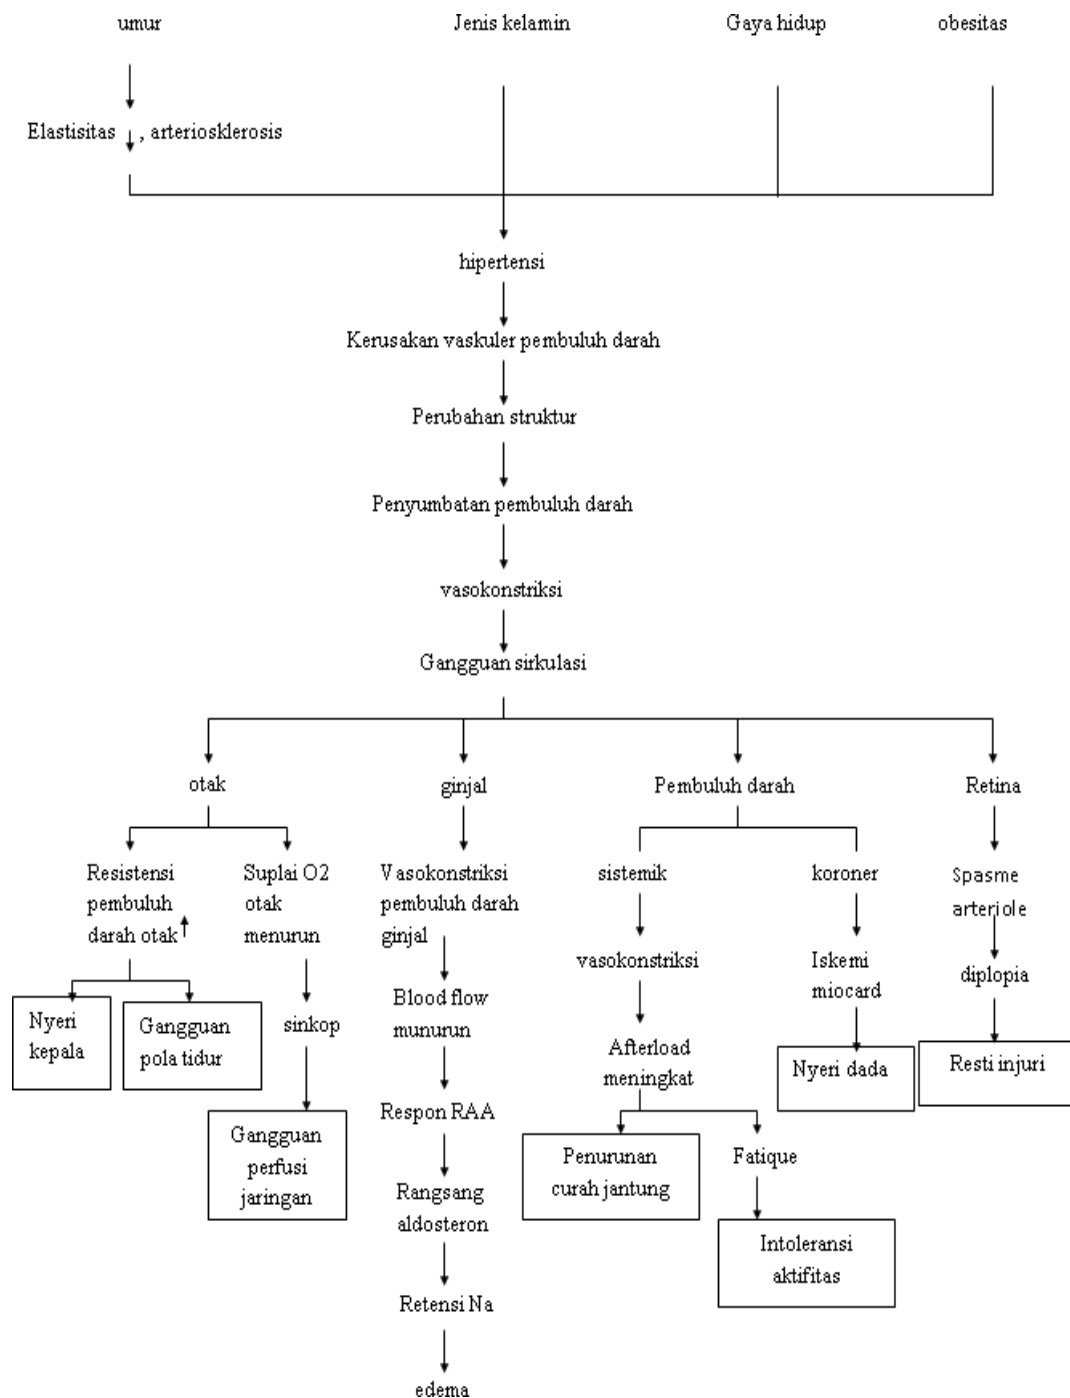 umur
Jenis kelamin
Gaya hidup
obesitas
Elastisitas ↓ , arteriosklerosis
hipertensi
Kerusakan vaskuler pembuluh darah
Perubahan struktur
Penyumbatan pembuluh darah
vasokonstriksi
Gangguan sirkulasi
otak
ginjal
Pembuluh darah
Retina
Resistensi
pembuluh
darah otak↑
Suplai O2
otak
menurun
Vasokonstriksi
pembuluh darah
ginjal
sistemik
koroner
Spasme
arteriole
vasokonstriksi
Iskemi
miocard
diplopia
Nyeri
kepala
Gangguan
pola tidur
sinkop
Blood flow
munurun
Afterload
meningkat
Nyeri dada
Resti injuri
Gangguan
perfusi
jaringan
Respon RAA
Penurunan
curah jantung
Fatique
Rangsang
aldosteron
Intoleransi
aktifitas
Retensi Na
edema